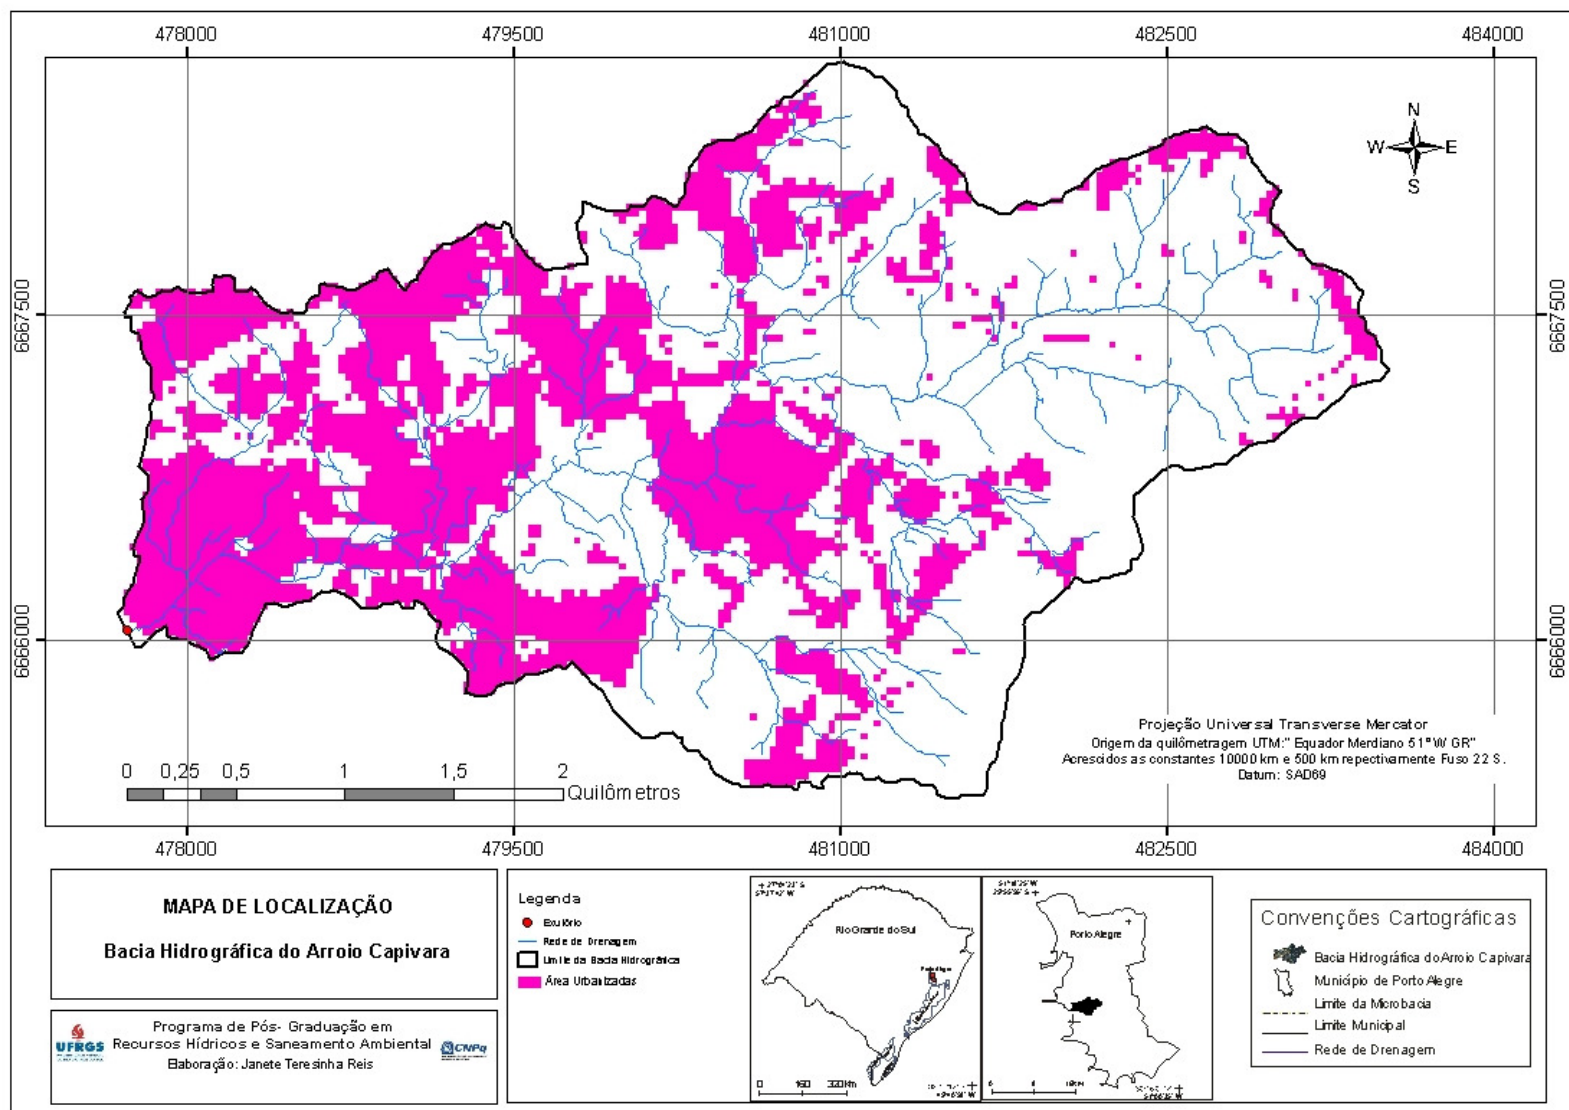 478000 479500 481000 482500 484000
N
W E
S
6667500 6667500
6666000 6666000
Projeção Universal Transverse Mercator
Origem da quilômetragem UTM:" Equador Merdiano 51° W GR"
Acrescidos as constantes 10000 km e 500 km repectivamente Fuso 22 S.
Datum: SAD69
0 0,25 0,5 1 1,5 2
Quilômetros
478000 479500 481000 482500 484000
MAPA DE LOCALIZAÇÃO
Bacia Hidrográfica do Arroio Capivara
UFRGS
Programa de Pós- Graduação em
Recursos Hídricos e Saneamento Ambiental
Elaboração: Janete Teresinha Reis
CNPq
Legenda
Exutório
Rede de Drenagem
Limite da Bacia Hidrográfica
Área Urbanizadas
Rio Grande do Sul
Porto Alegre
0 160 320 km
Porto Alegre
Convenções Cartográficas
Bacia Hidrográfica do Arroio Capivara
Município de Porto Alegre
Limite da Microbacia
Limite Municipal
Rede de Drenagem